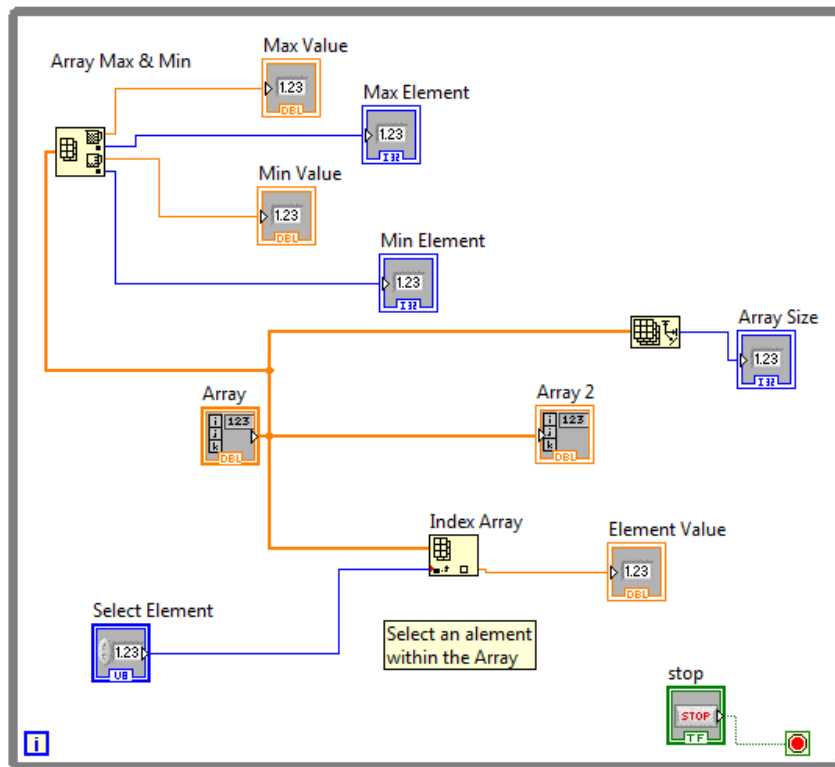 Max Value
Array Max & Min
1.23
DBL
Max Element
1.23
I32
Min Value
1.23
DBL
Min Element
1.23
I32
Array Size
1.23
I32
Array
i
j
k
123
DBL
Array 2
i
j
k
123
DBL
Index Array
Element Value
1.23
DBL
Select Element
1.23
U8
Select an alement
within the Array
stop
STOP
TF
i